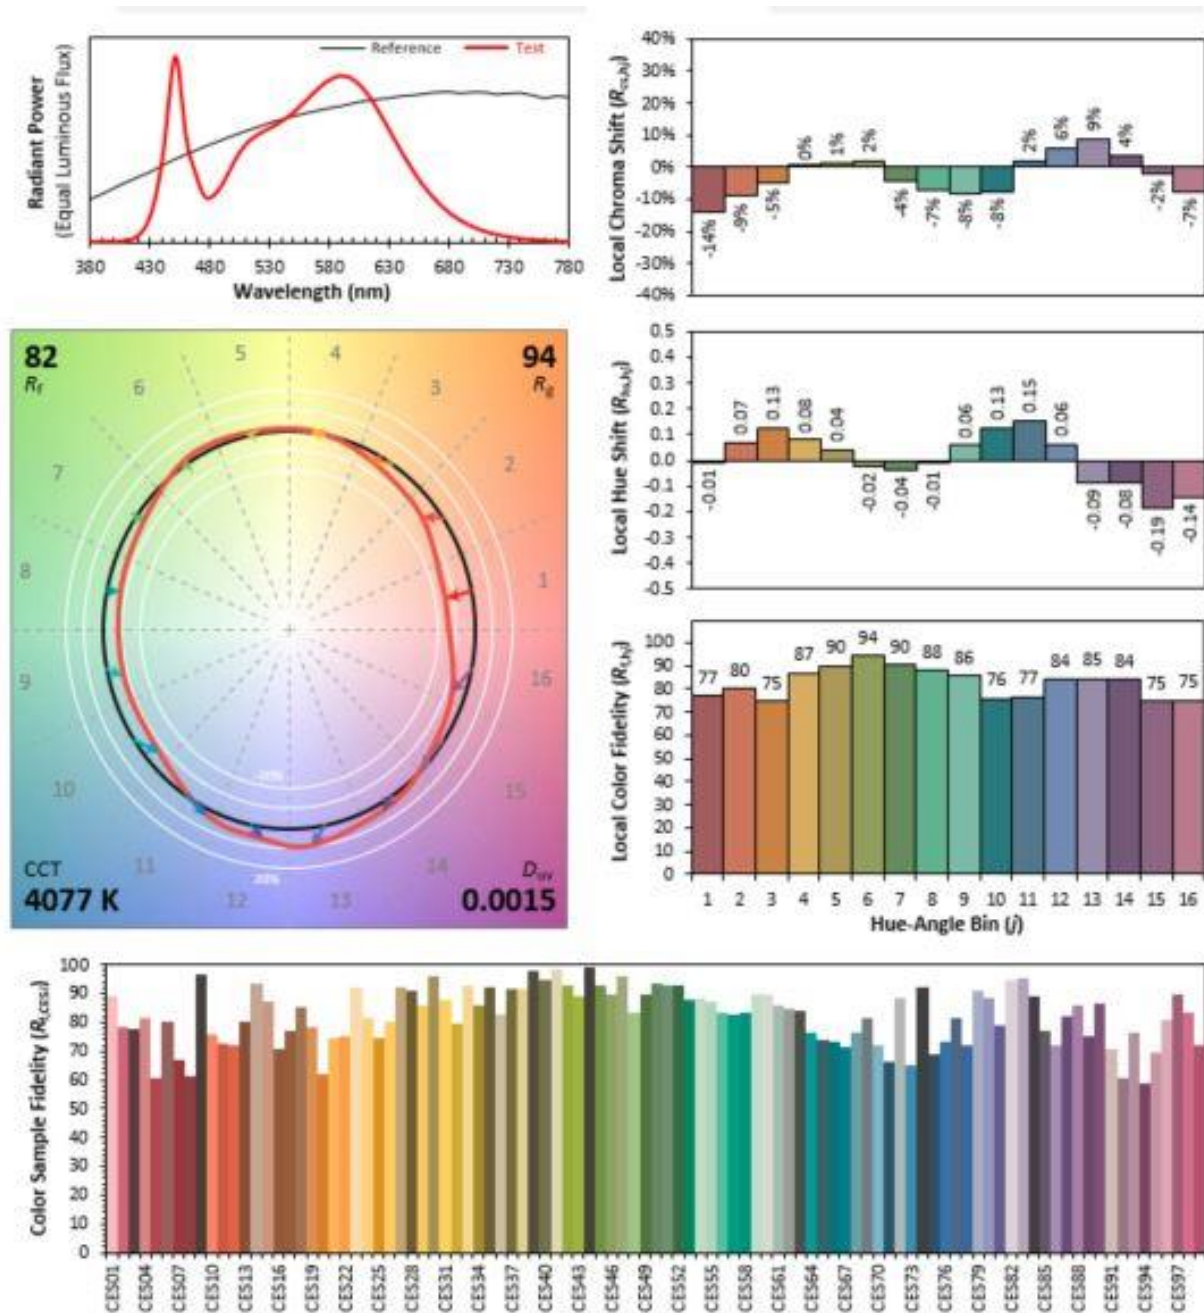 Radiant Power
(Equal Luminous Flux)
Reference
Test
380 430 480 530 580 630 680 730 780
Wavelength (nm)
Local Chroma Shift (Rcs,hj)
40%
30%
20%
10%
0%
-10%
-20%
-30%
-40%
-14% -9% -5% 0% 1% 2% -4% -7% -8% -8% 2% 6% 9% 4% -2% -7%
82
Rf
94
Rg
5 4
6 3
7 2
8 1
9 16
10 15
11 14
12 13
-20%
20%
CCT
4077 K
Duv
0.0015
Local Hue Shift (Rhs,hj)
0.5
0.4
0.3
0.2
0.1
0.0
-0.1
-0.2
-0.3
-0.4
-0.5
-0.01 0.07 0.13 0.08 0.04 -0.02 -0.04 -0.01 0.06 0.13 0.15 0.06 -0.09 -0.08 -0.19 -0.14
Local Color Fidelity (Rf,hj)
100
90
80
70
60
50
40
30
20
10
0
77 80 75 87 90 94 90 88 86 76 77 84 85 84 75 75
1 2 3 4 5 6 7 8 9 10 11 12 13 14 15 16
Hue-Angle Bin (j)
Color Sample Fidelity (Rf,CESi)
100
90
80
70
60
50
40
30
20
10
0
CES01 CES04 CES07 CES10 CES13 CES16 CES19 CES22 CES25 CES28 CES31 CES34 CES37 CES40 CES43 CES46 CES49 CES52 CES55 CES58 CES61 CES64 CES67 CES70 CES73 CES76 CES79 CES82 CES85 CES88 CES91 CES94 CES97